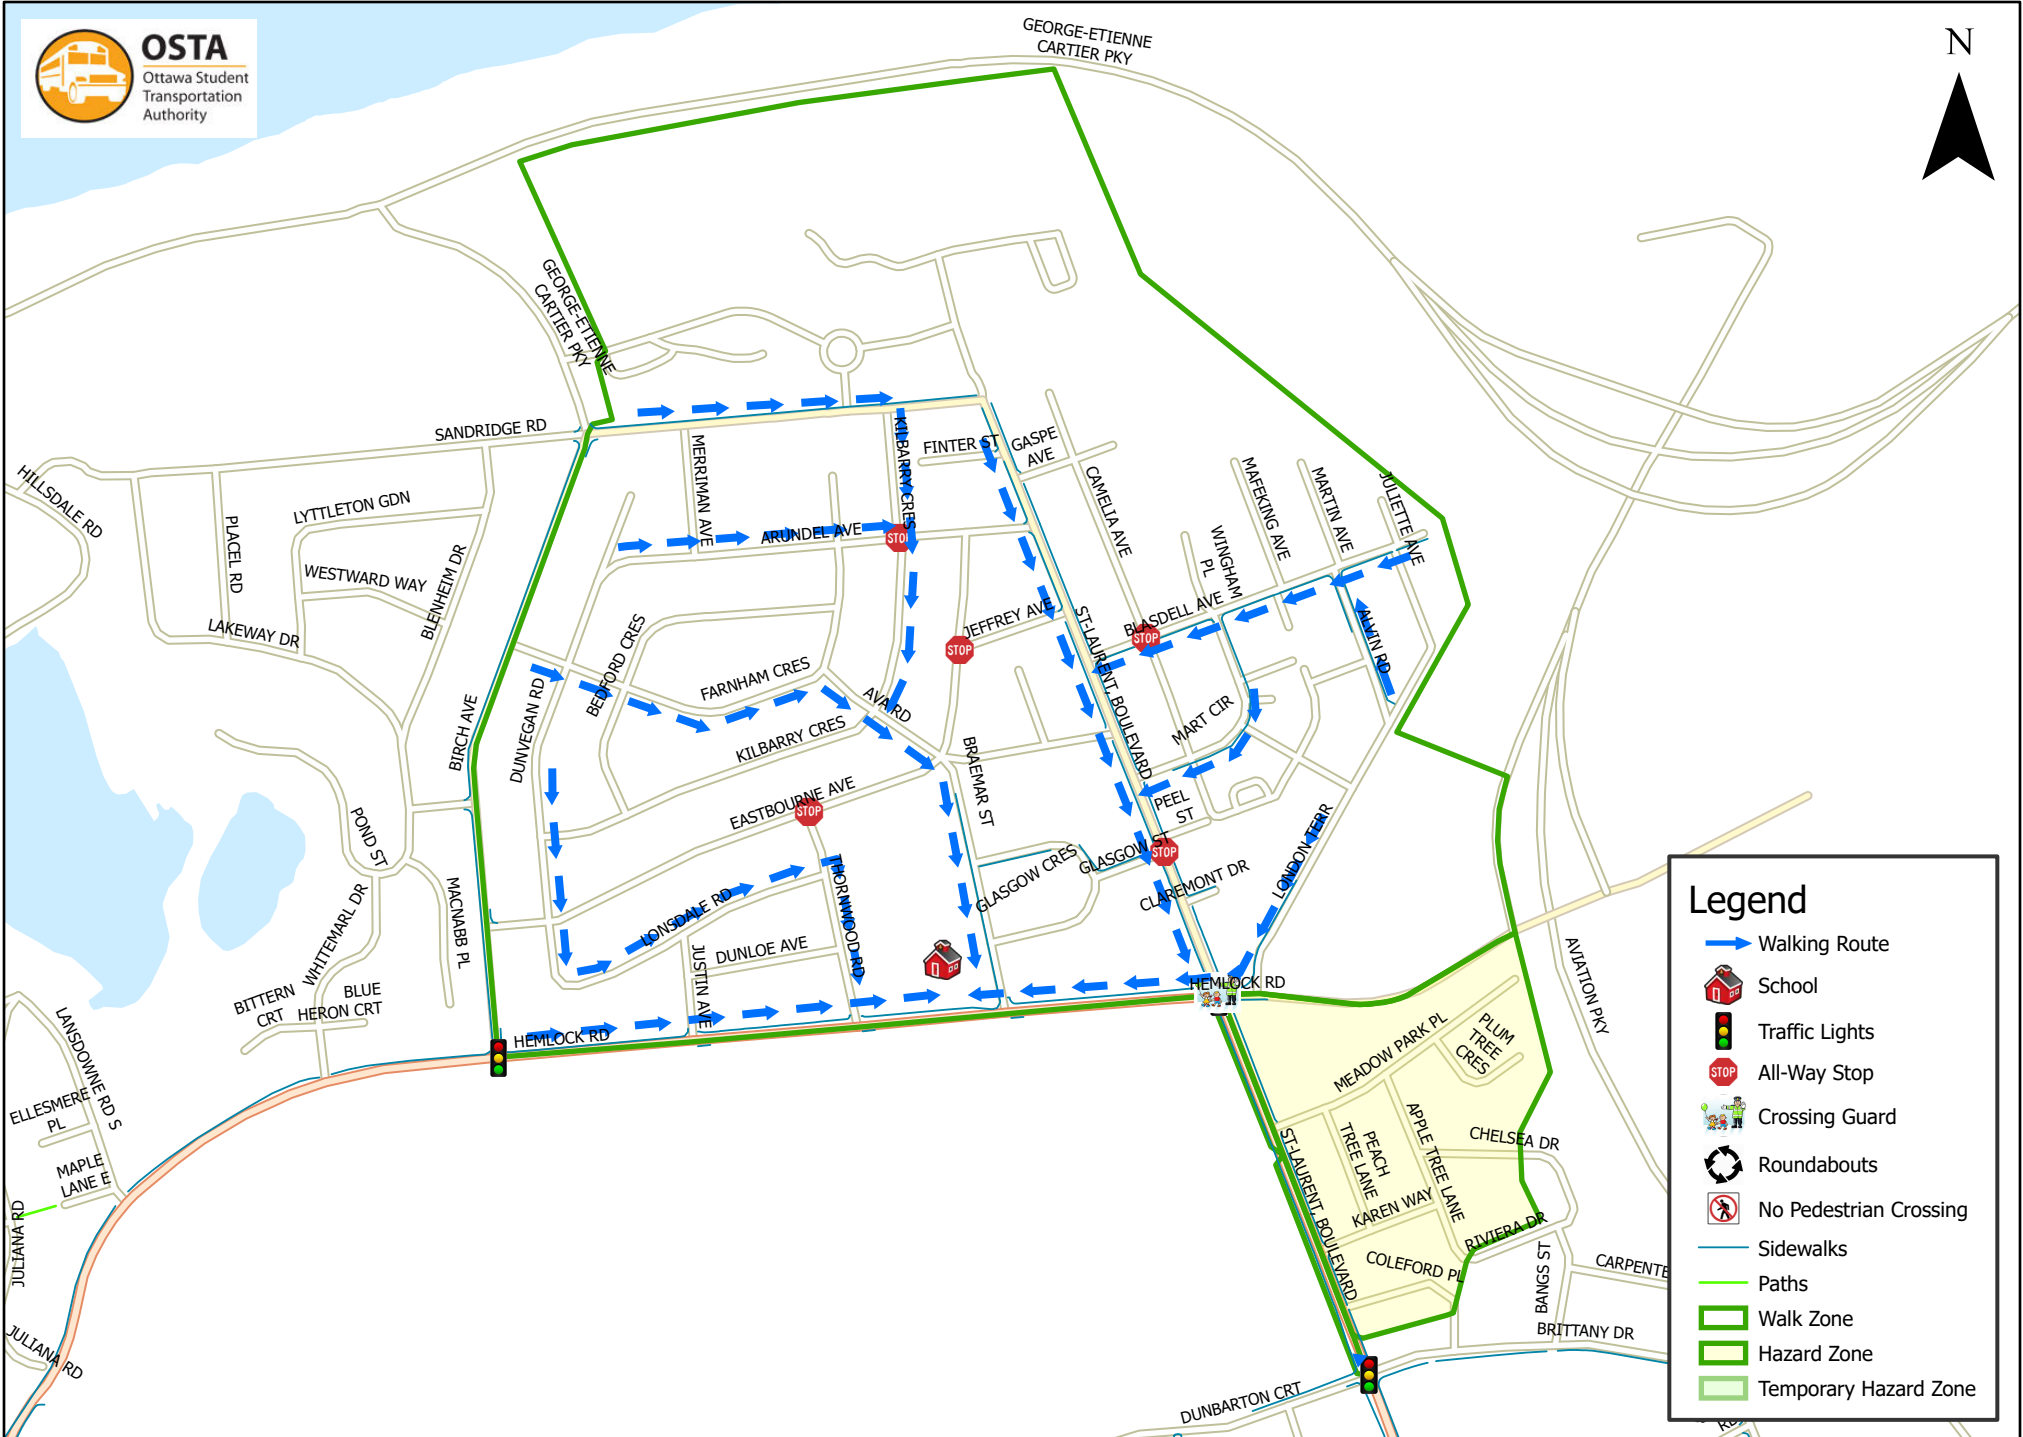 OSTA
Ottawa Student
Transportation
Authority
GEORGE-ETIENNE
CARTIER PKY
N
GEORGE-ETIENNE
CARTIER PKY
SANDRIDGE RD
HILLSDALE RD
PLACEL RD
LYTTLETON GDN
WESTWARD WAY
BLENHEIM DR
LAKEWAY DR
MERRIMAN AVE
KILBARRY CRES
FINTER ST
GASPE
AVE
CAMELIA AVE
MAFEKING AVE
MARTIN AVE
JULIETTE AVE
WINGHAM
PL
ARUNDEL AVE
STOP
BLASDELL AVE
STOP
ALVIN RD
JEFFREY AVE
STOP
ST-LAURENT, BOULEVARD
BEDFORD CRES
FARNHAM CRES
AVA RD
KILBARRY CRES
DUNVEGAN RD
BIRCH AVE
MART CIR
BRAEMAR ST
EASTBOURNE AVE
STOP
PEEL
ST
GLASGOW ST
STOP
GLASGOW CRES
CLAREMONT DR
LONDON TERR
POND ST
WHITEMARL DR
MACNABB PL
THORNWOOD RD
LONSDALE RD
DUNLOE AVE
JUSTIN AVE
BITTERN
CRT
BLUE
HERON CRT
HEMLOCK RD
HEMLOCK RD
LANSDOWNE RD S
ELLESMERE
PL
MAPLE
LANE E
JULIANA RD
JULIANA RD
MEADOW PARK PL
PLUM
TREE
CRES
PEACH
TREE LANE
APPLE TREE LANE
CHELSEA DR
KAREN WAY
RIVIERA DR
COLEFORD PL
ST-LAURENT, BOULEVARD
BANGS ST
CARPENTE
BRITTANY DR
DUNBARTON CRT
AVIATION PKY
RD
Legend
Walking Route
School
Traffic Lights
STOP
All-Way Stop
Crossing Guard
Roundabouts
No Pedestrian Crossing
Sidewalks
Paths
Walk Zone
Hazard Zone
Temporary Hazard Zone